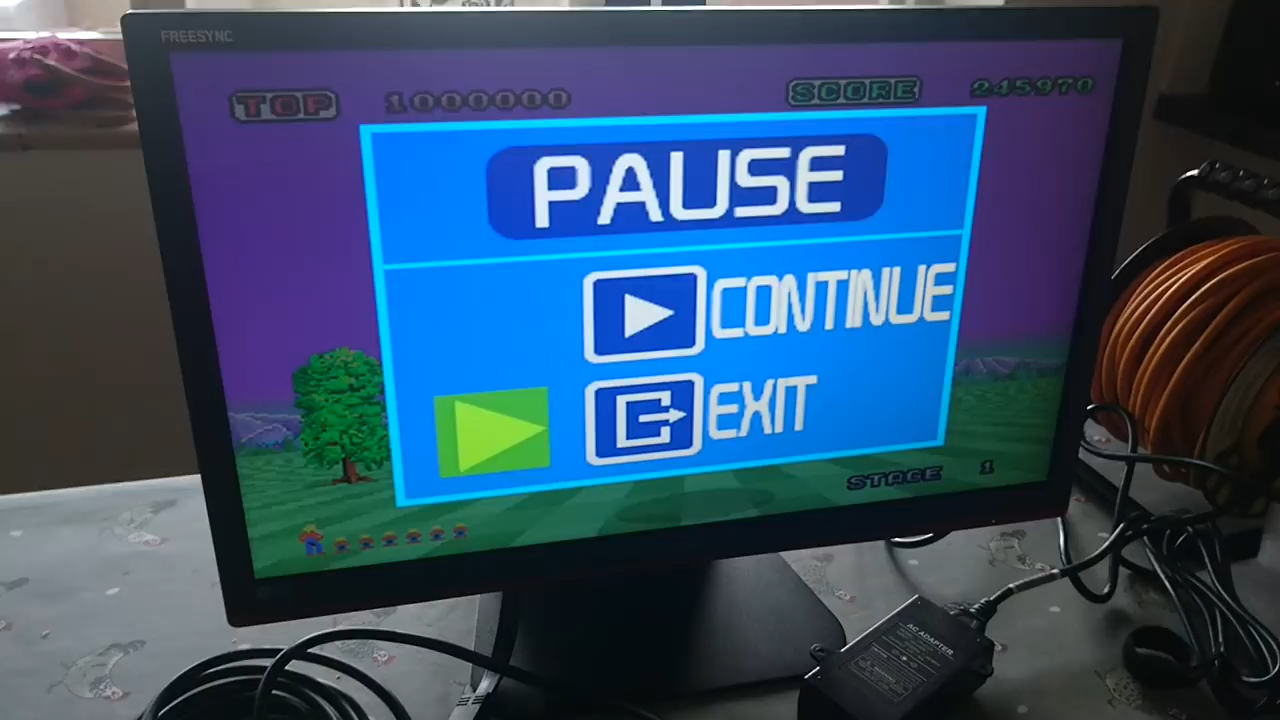 FREESYNC
TOP 1000000 SCORE 245970
PAUSE
CONTINUE
EXIT
STAGE 1
AC ADAPTER